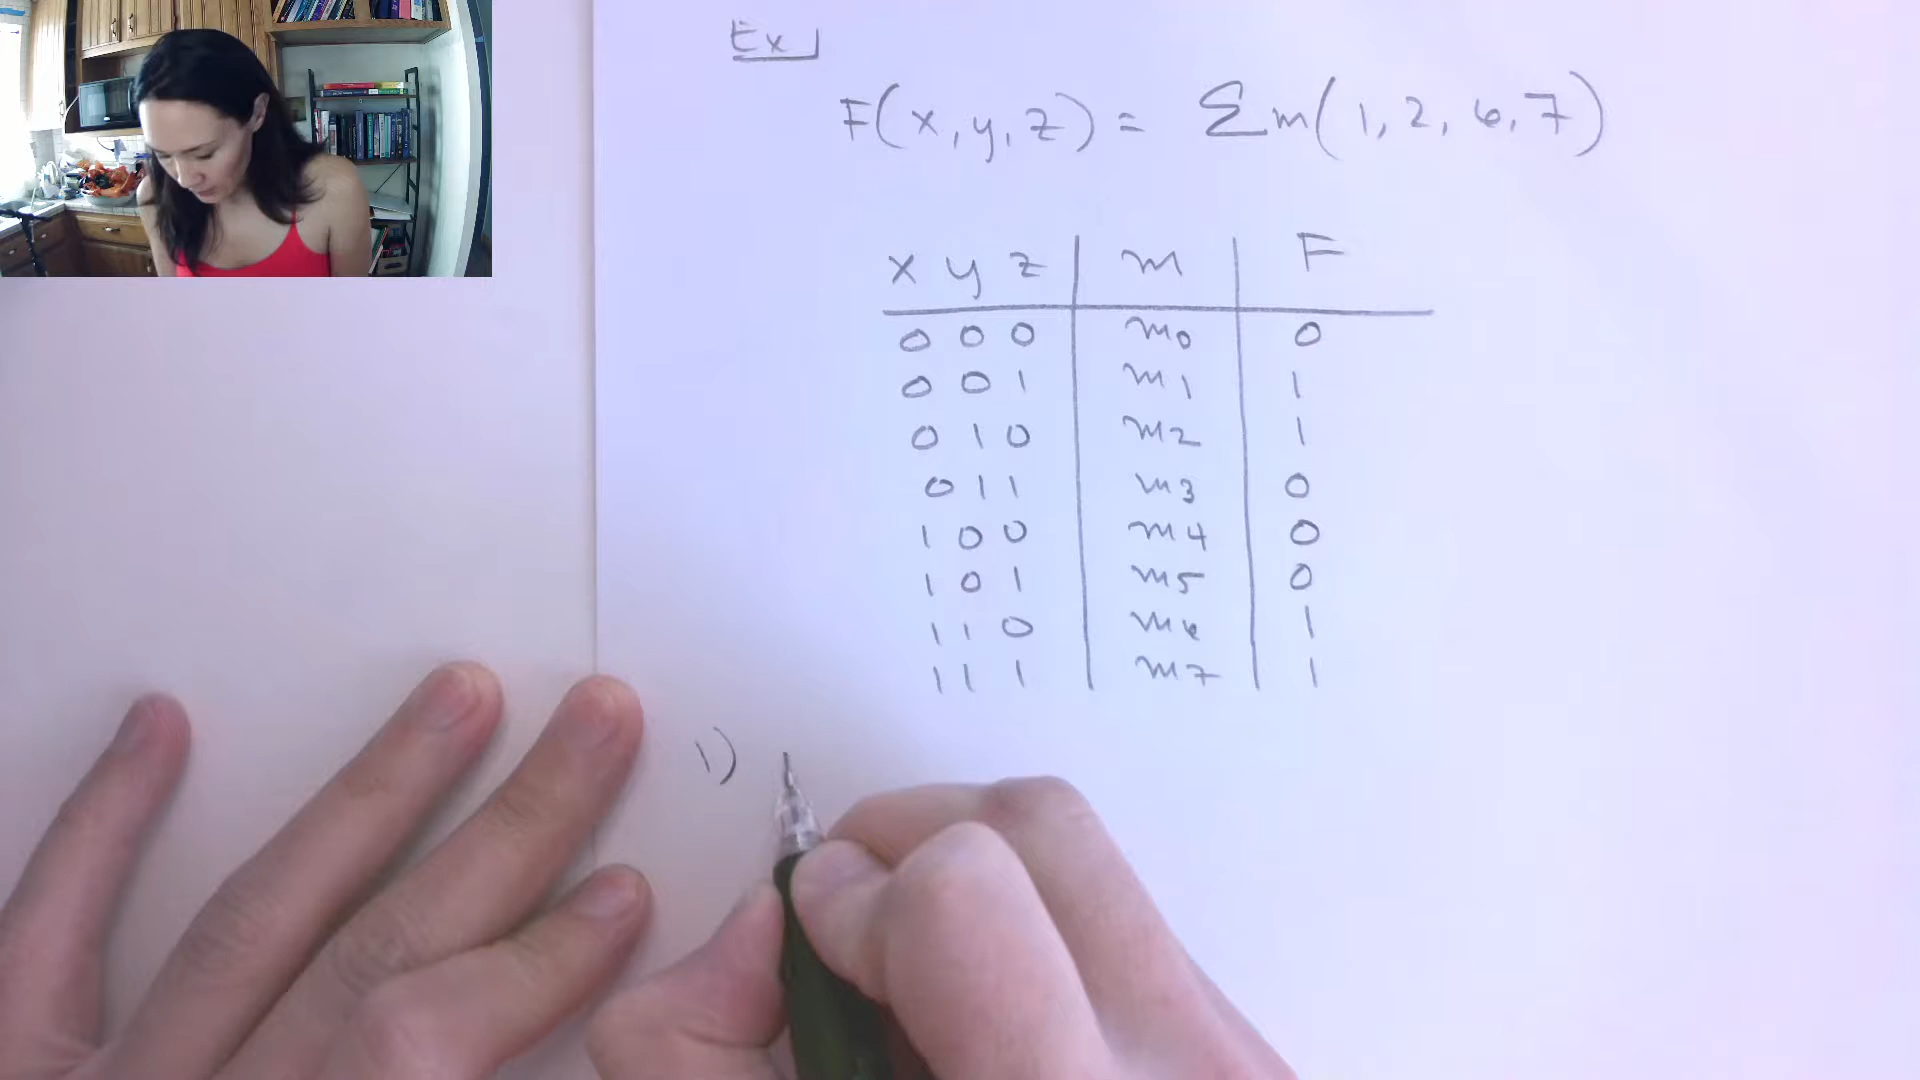 Ex
F(x, y, z) = Σm(1, 2, 6, 7)
x y z m F
0 0 0 m0 0
0 0 1 m1 1
0 1 0 m2 1
0 1 1 m3 0
1 0 0 m4 0
1 0 1 m5 0
1 1 0 m6 1
1 1 1 m7 1
1)